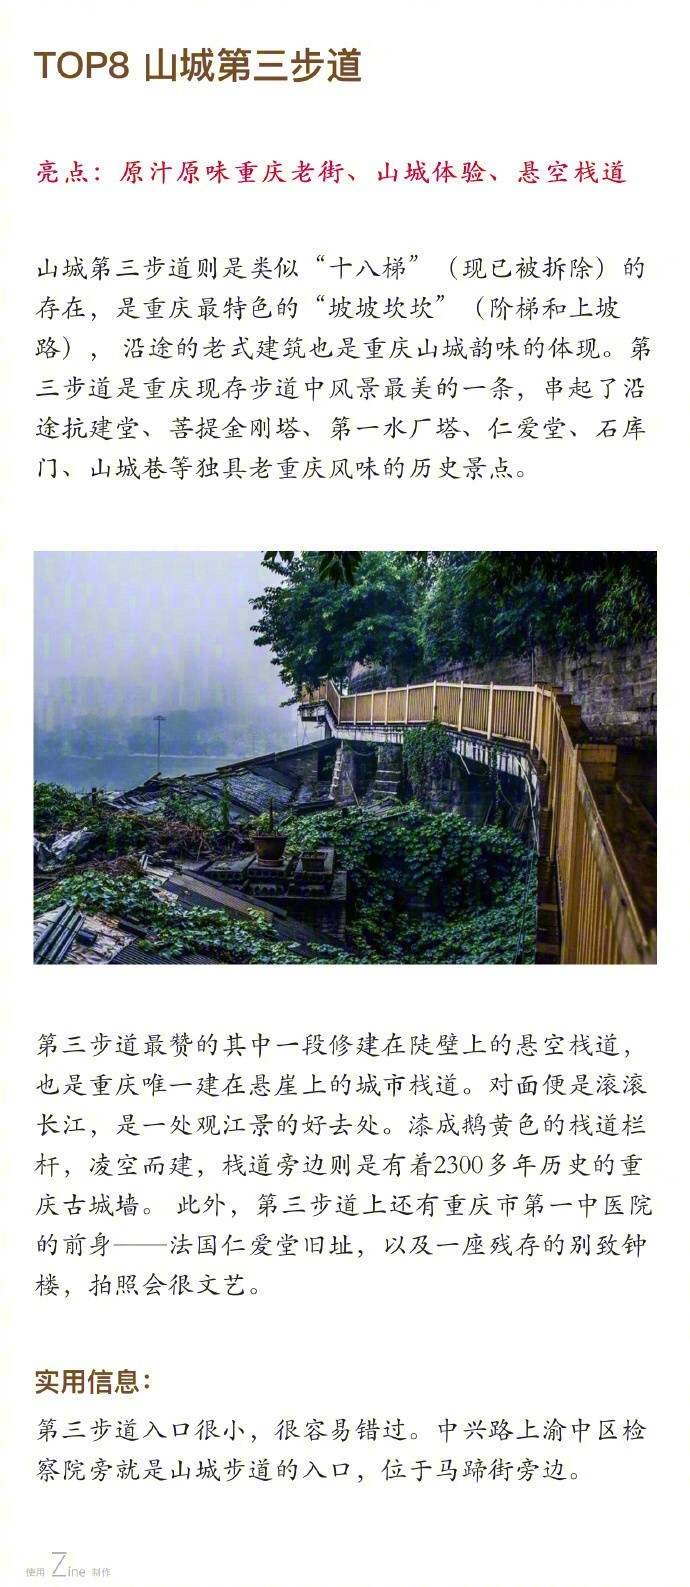 TOP8 山城第三步道
亮点：原汁原味重庆老街、山城体验、悬空栈道
山城第三步道则是类似“十八梯”（现已被拆除）的
存在，是重庆最特色的“坡坡坎坎”（阶梯和上坡
路）， 沿途的老式建筑也是重庆山城韵味的体现。第
三步道是重庆现存步道中风景最美的一条，串起了沿
途抗建堂、菩提金刚塔、第一水厂塔、仁爱堂、石库
门、山城巷等独具老重庆风味的历史景点。
第三步道最赞的其中一段修建在陡壁上的悬空栈道，
也是重庆唯一建在悬崖上的城市栈道。对面便是滚滚
长江，是一处观江景的好去处。漆成鹅黄色的栈道栏
杆，凌空而建，栈道旁边则是有着2300多年历史的重
庆古城墙。 此外，第三步道上还有重庆市第一中医院
的前身——法国仁爱堂旧址，以及一座残存的别致钟
楼，拍照会很文艺。
实用信息：
第三步道入口很小，很容易错过。中兴路上渝中区检
察院旁就是山城步道的入口，位于马蹄街旁边。
使用 Zine 制作